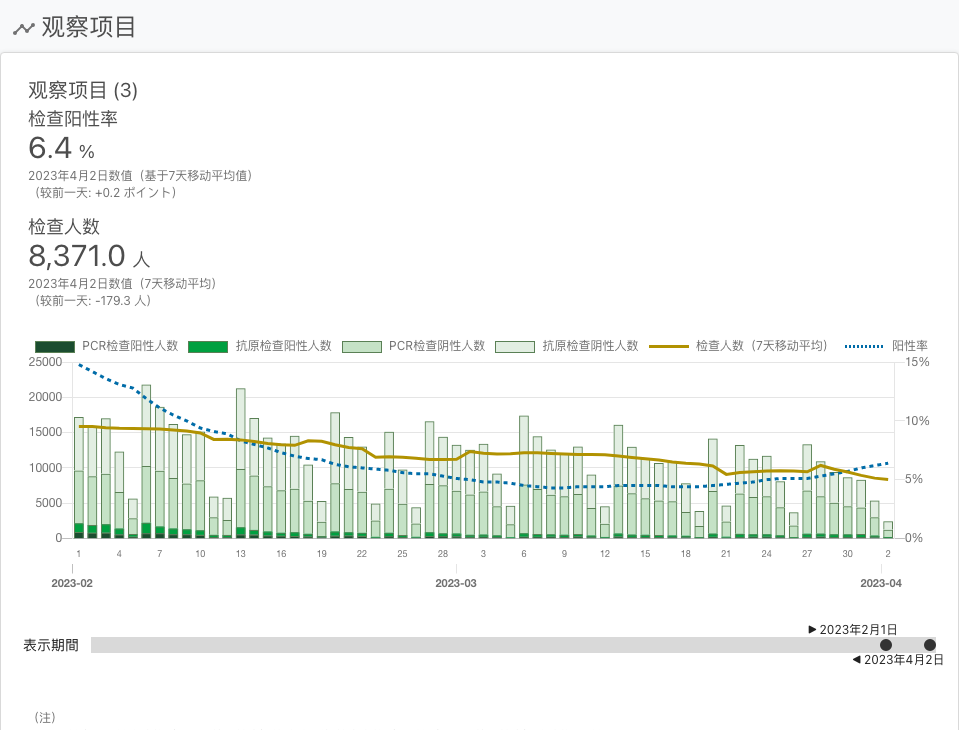 观察项目
观察项目 (3)
检查阳性率
6.4 %
2023年4月2日数值（基于7天移动平均值）
（较前一天: +0.2 ポイント）
检查人数
8,371.0 人
2023年4月2日数值（7天移动平均）
（较前一天: -179.3 人）
PCR检查阳性人数 抗原检查阳性人数 PCR检查阴性人数 抗原检查阴性人数 检查人数（7天移动平均） 阳性率
25000 15%
20000
10%
15000
10000
5%
5000
0 0%
1 4 7 10 13 16 19 22 25 28 3 6 9 12 15 18 21 24 27 30 2
2023-02 2023-03 2023-04
►2023年2月1日
表示期間
◄2023年4月2日
（注）